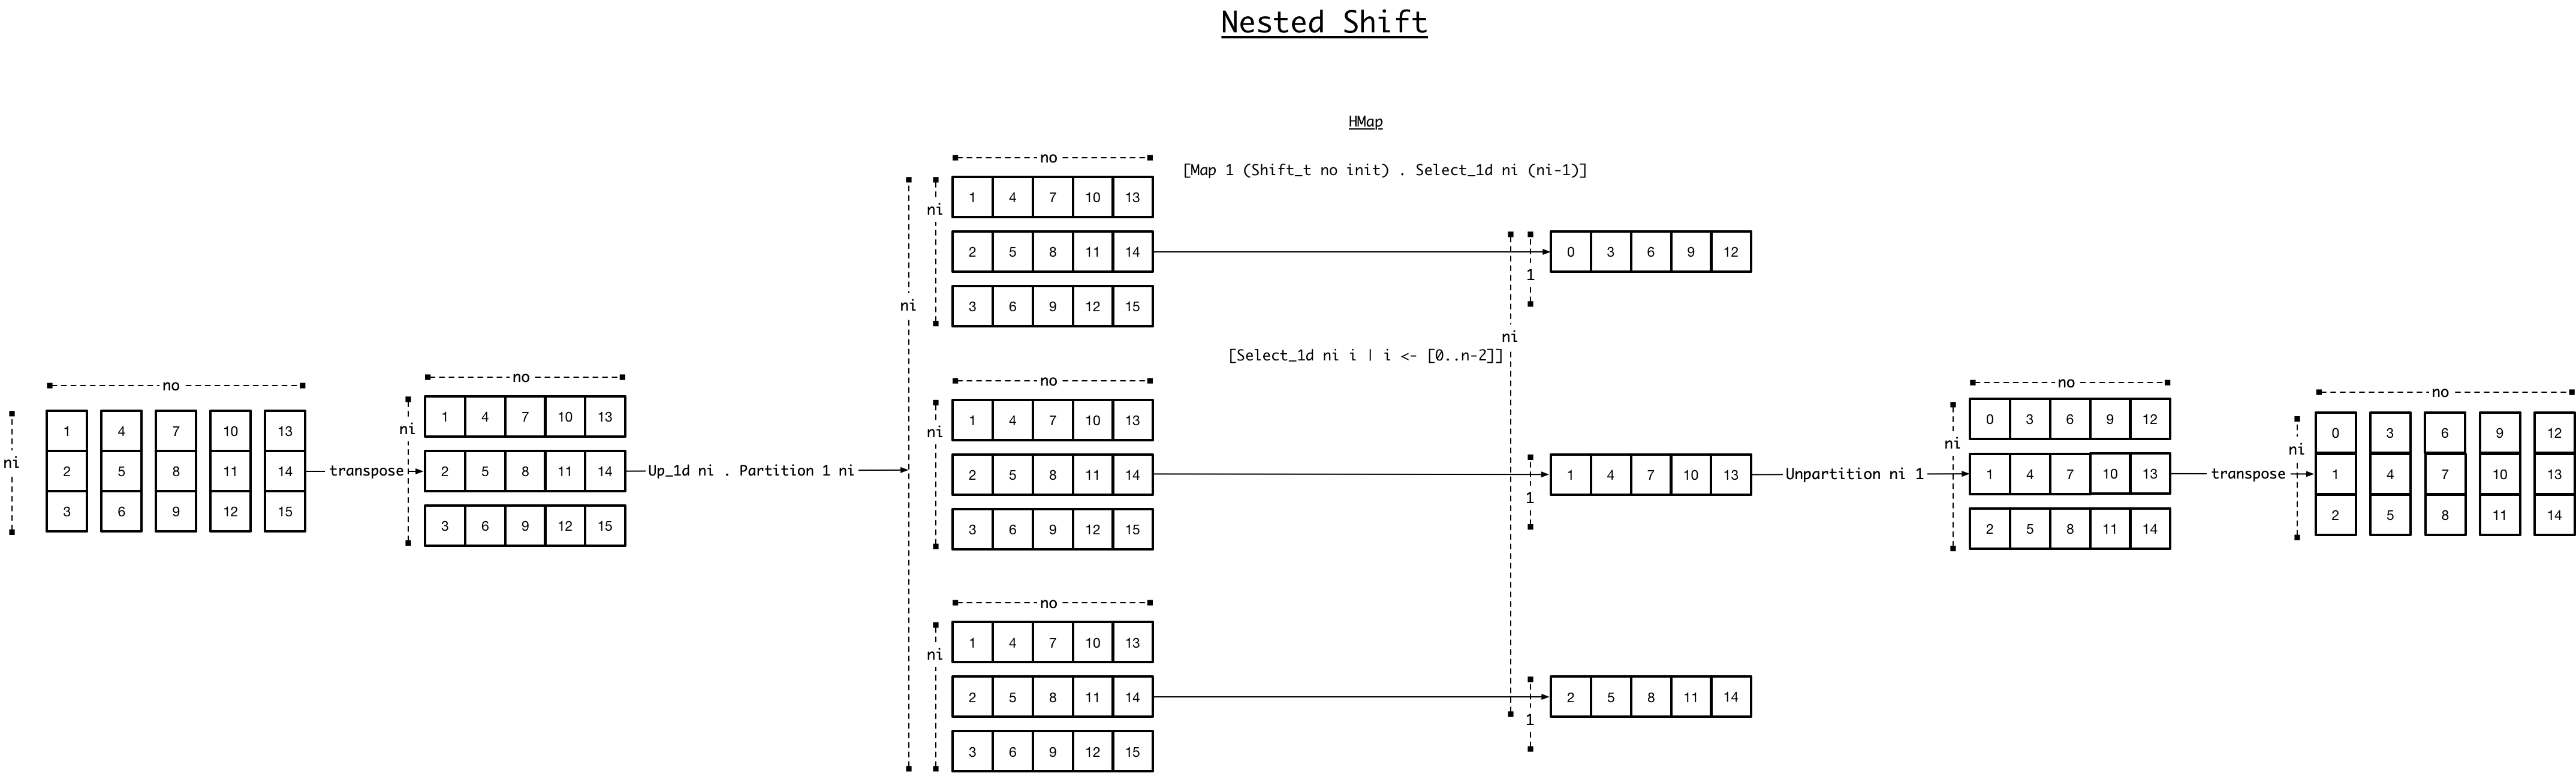 Nested Shift
HMap
[Map 1 (Shift_t no init) . Select_1d ni (ni-1)]
[Select_1d ni i | i <- [0..n-2]]
no
ni
1 4 7 10 13
2 5 8 11 14
3 6 9 12 15
transpose
no
ni
1 4 7 10 13
2 5 8 11 14
3 6 9 12 15
Up_1d ni . Partition 1 ni
ni
no
ni
1 4 7 10 13
2 5 8 11 14
3 6 9 12 15
no
ni
1 4 7 10 13
2 5 8 11 14
3 6 9 12 15
no
ni
1 4 7 10 13
2 5 8 11 14
3 6 9 12 15
ni
1
0 3 6 9 12
1
1 4 7 10 13
1
2 5 8 11 14
Unpartition ni 1
no
ni
0 3 6 9 12
1 4 7 10 13
2 5 8 11 14
transpose
no
ni
0 3 6 9 12
1 4 7 10 13
2 5 8 11 14